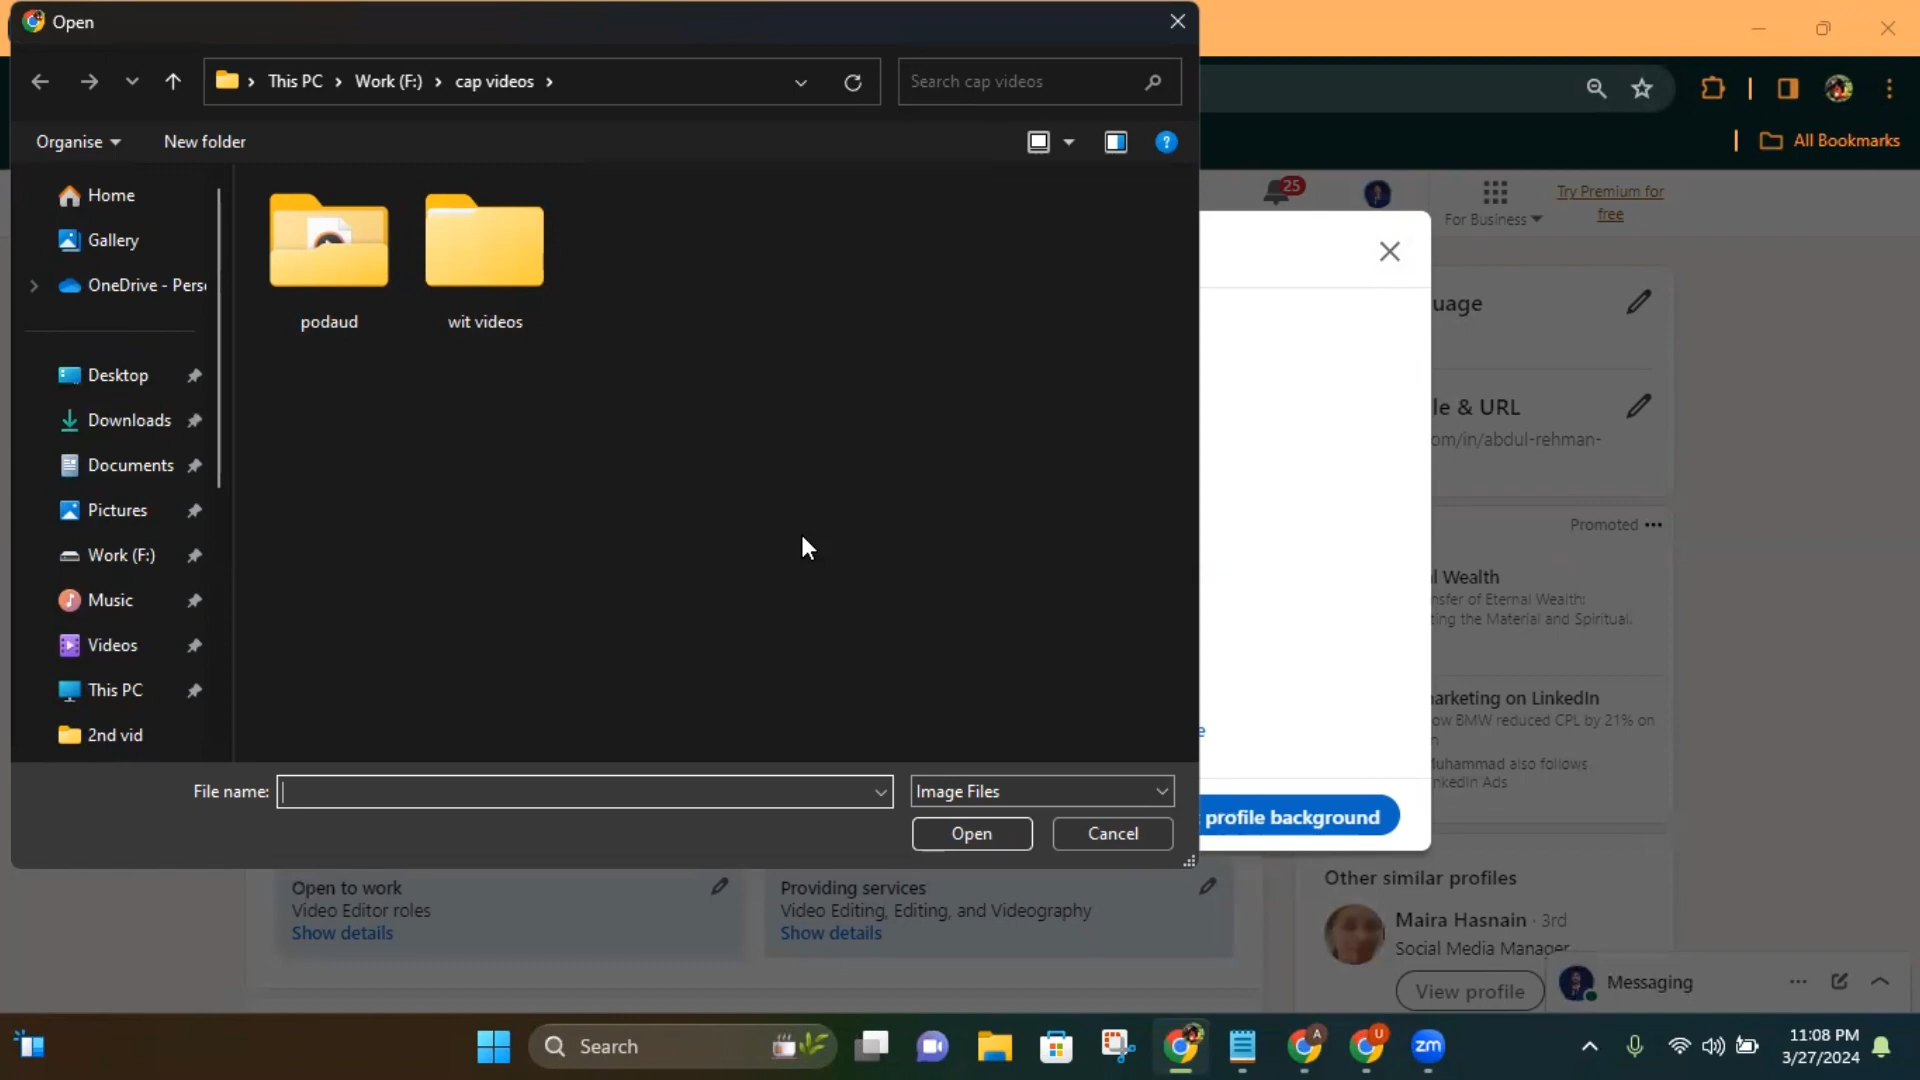 Open
This PC
Work (F:)
cap videos
Search cap videos
Organise
New folder
Home
Gallery
OneDrive - Pers
Desktop
Downloads
Documents
Pictures
Work (F:)
Music
Videos
This PC
2nd vid
podaud
wit videos
File name:
Image Files
Open
Cancel
All Bookmarks
25
For Business
Try Premium for
free
uage
le & URL
om/in/abdul-rehman-
Promoted
l Wealth
nsfer of Eternal Wealth:
ting the Material and Spiritual.
arketing on LinkedIn
ow BMW reduced CPL by 21% on
n
Muhammad also follows
nkedIn Ads
e
profile background
Open to work
Video Editor roles
Show details
Providing services
Video Editing, Editing, and Videography
Show details
Other similar profiles
Maira Hasnain · 3rd
Social Media Manager
View profile
Messaging
Search
A
U
zm
11:08 PM
3/27/2024